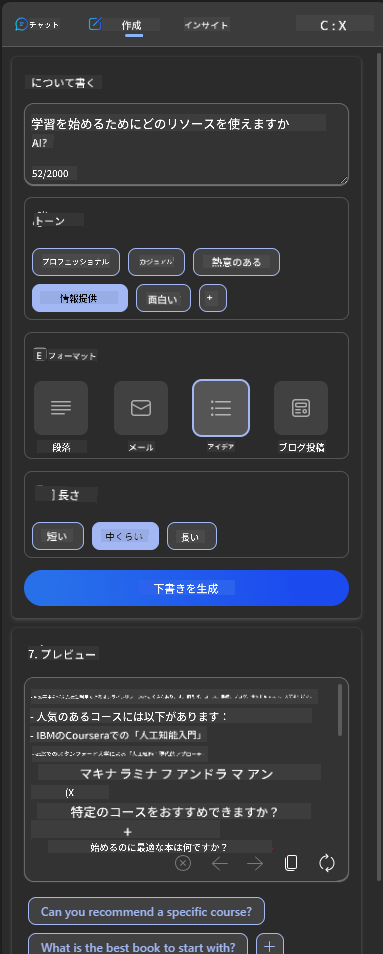 チャット 作成 インサイト C : X
について書く
学習を始めるためにどのリソースを使えますか
AI?
52/2000
トーン
プロフェッショナル カジュアル 熱意のある
情報提供 面白い +
E フォーマット
段落 メール アイデア ブログ投稿
] 長さ
短い 中くらい 長い
下書きを生成
7. プレビュー
- 人気のあるコースには以下があります：
- IBMのCourseraでの「人工知能入門」
マキナ ラミナ フ アンドラ マ アン
(X
特定のコースをおすすめできますか？
+
始めるのに最適な本は何ですか？
Can you recommend a specific course?
What is the best book to start with? +